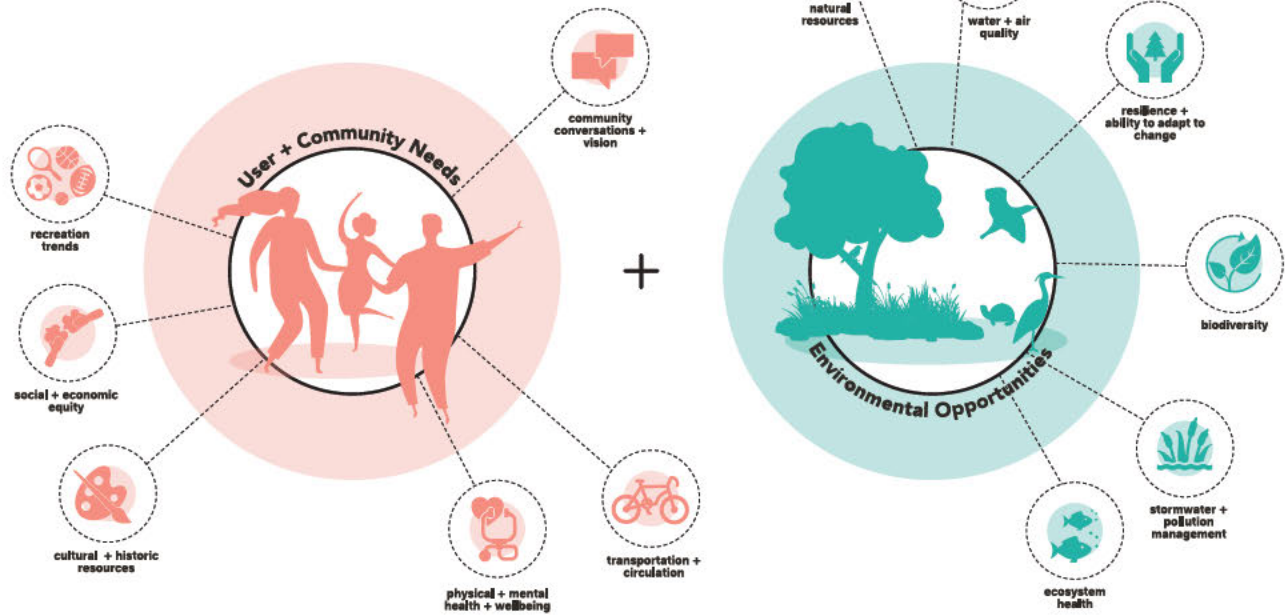 User + Community Needs
community
conversations +
vision
recreation
trends
social + economic
equity
cultural + historic
resources
physical + mental
health + wellbeing
transportation +
circulation
+
Environmental Opportunities
natural
resources
water + air
quality
resilience +
ability to adapt to
change
biodiversity
stormwater +
pollution
management
ecosystem
health